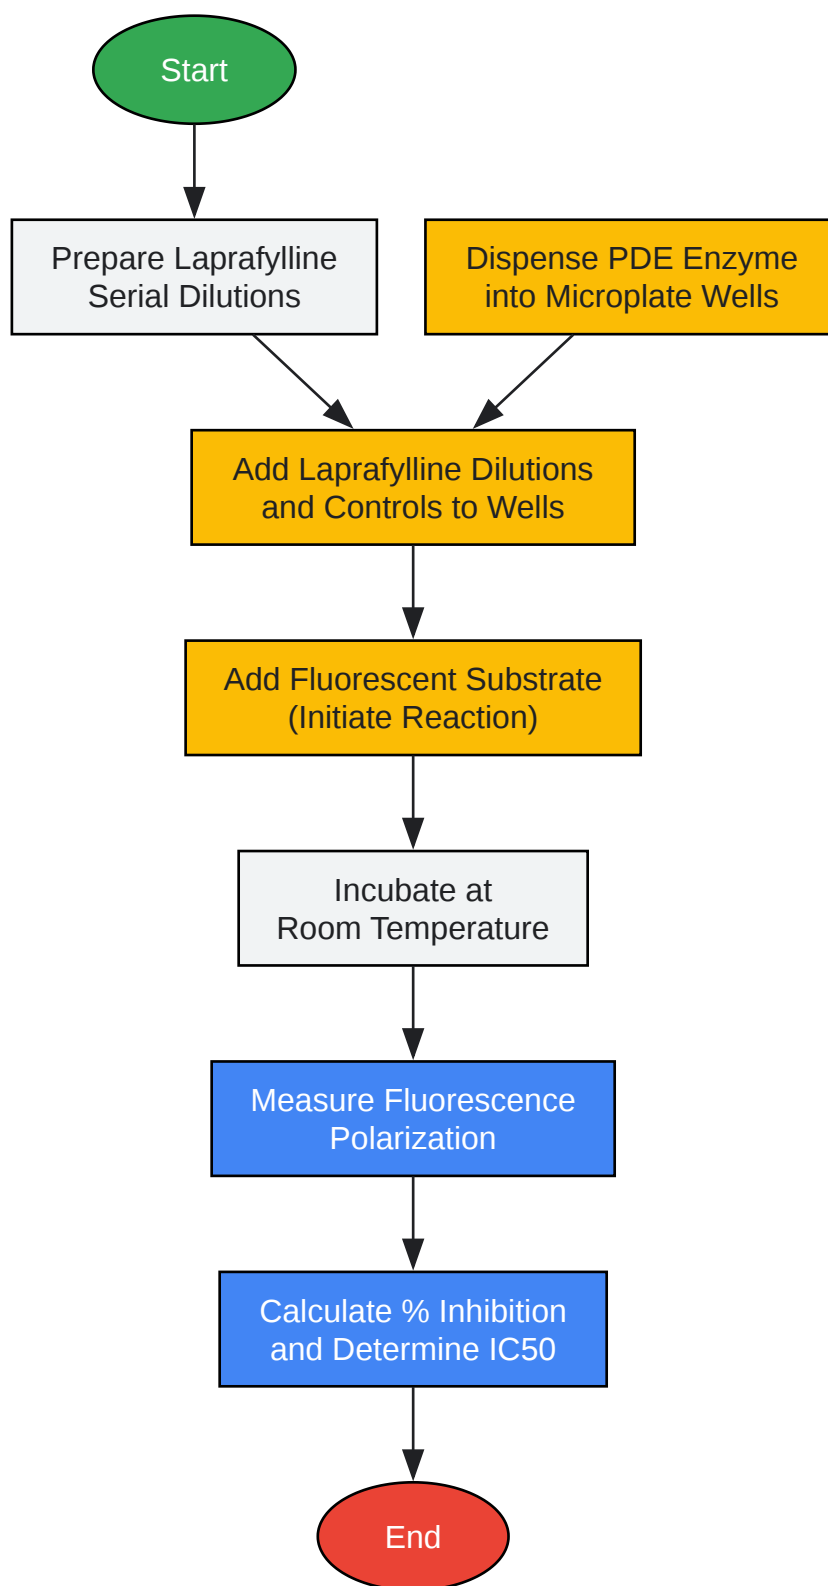 Start
Prepare Laprafylline
Serial Dilutions
Dispense PDE Enzyme
into Microplate Wells
Add Laprafylline Dilutions
and Controls to Wells
Add Fluorescent Substrate
(Initiate Reaction)
Incubate at
Room Temperature
Measure Fluorescence
Polarization
Calculate % Inhibition
and Determine IC50
End